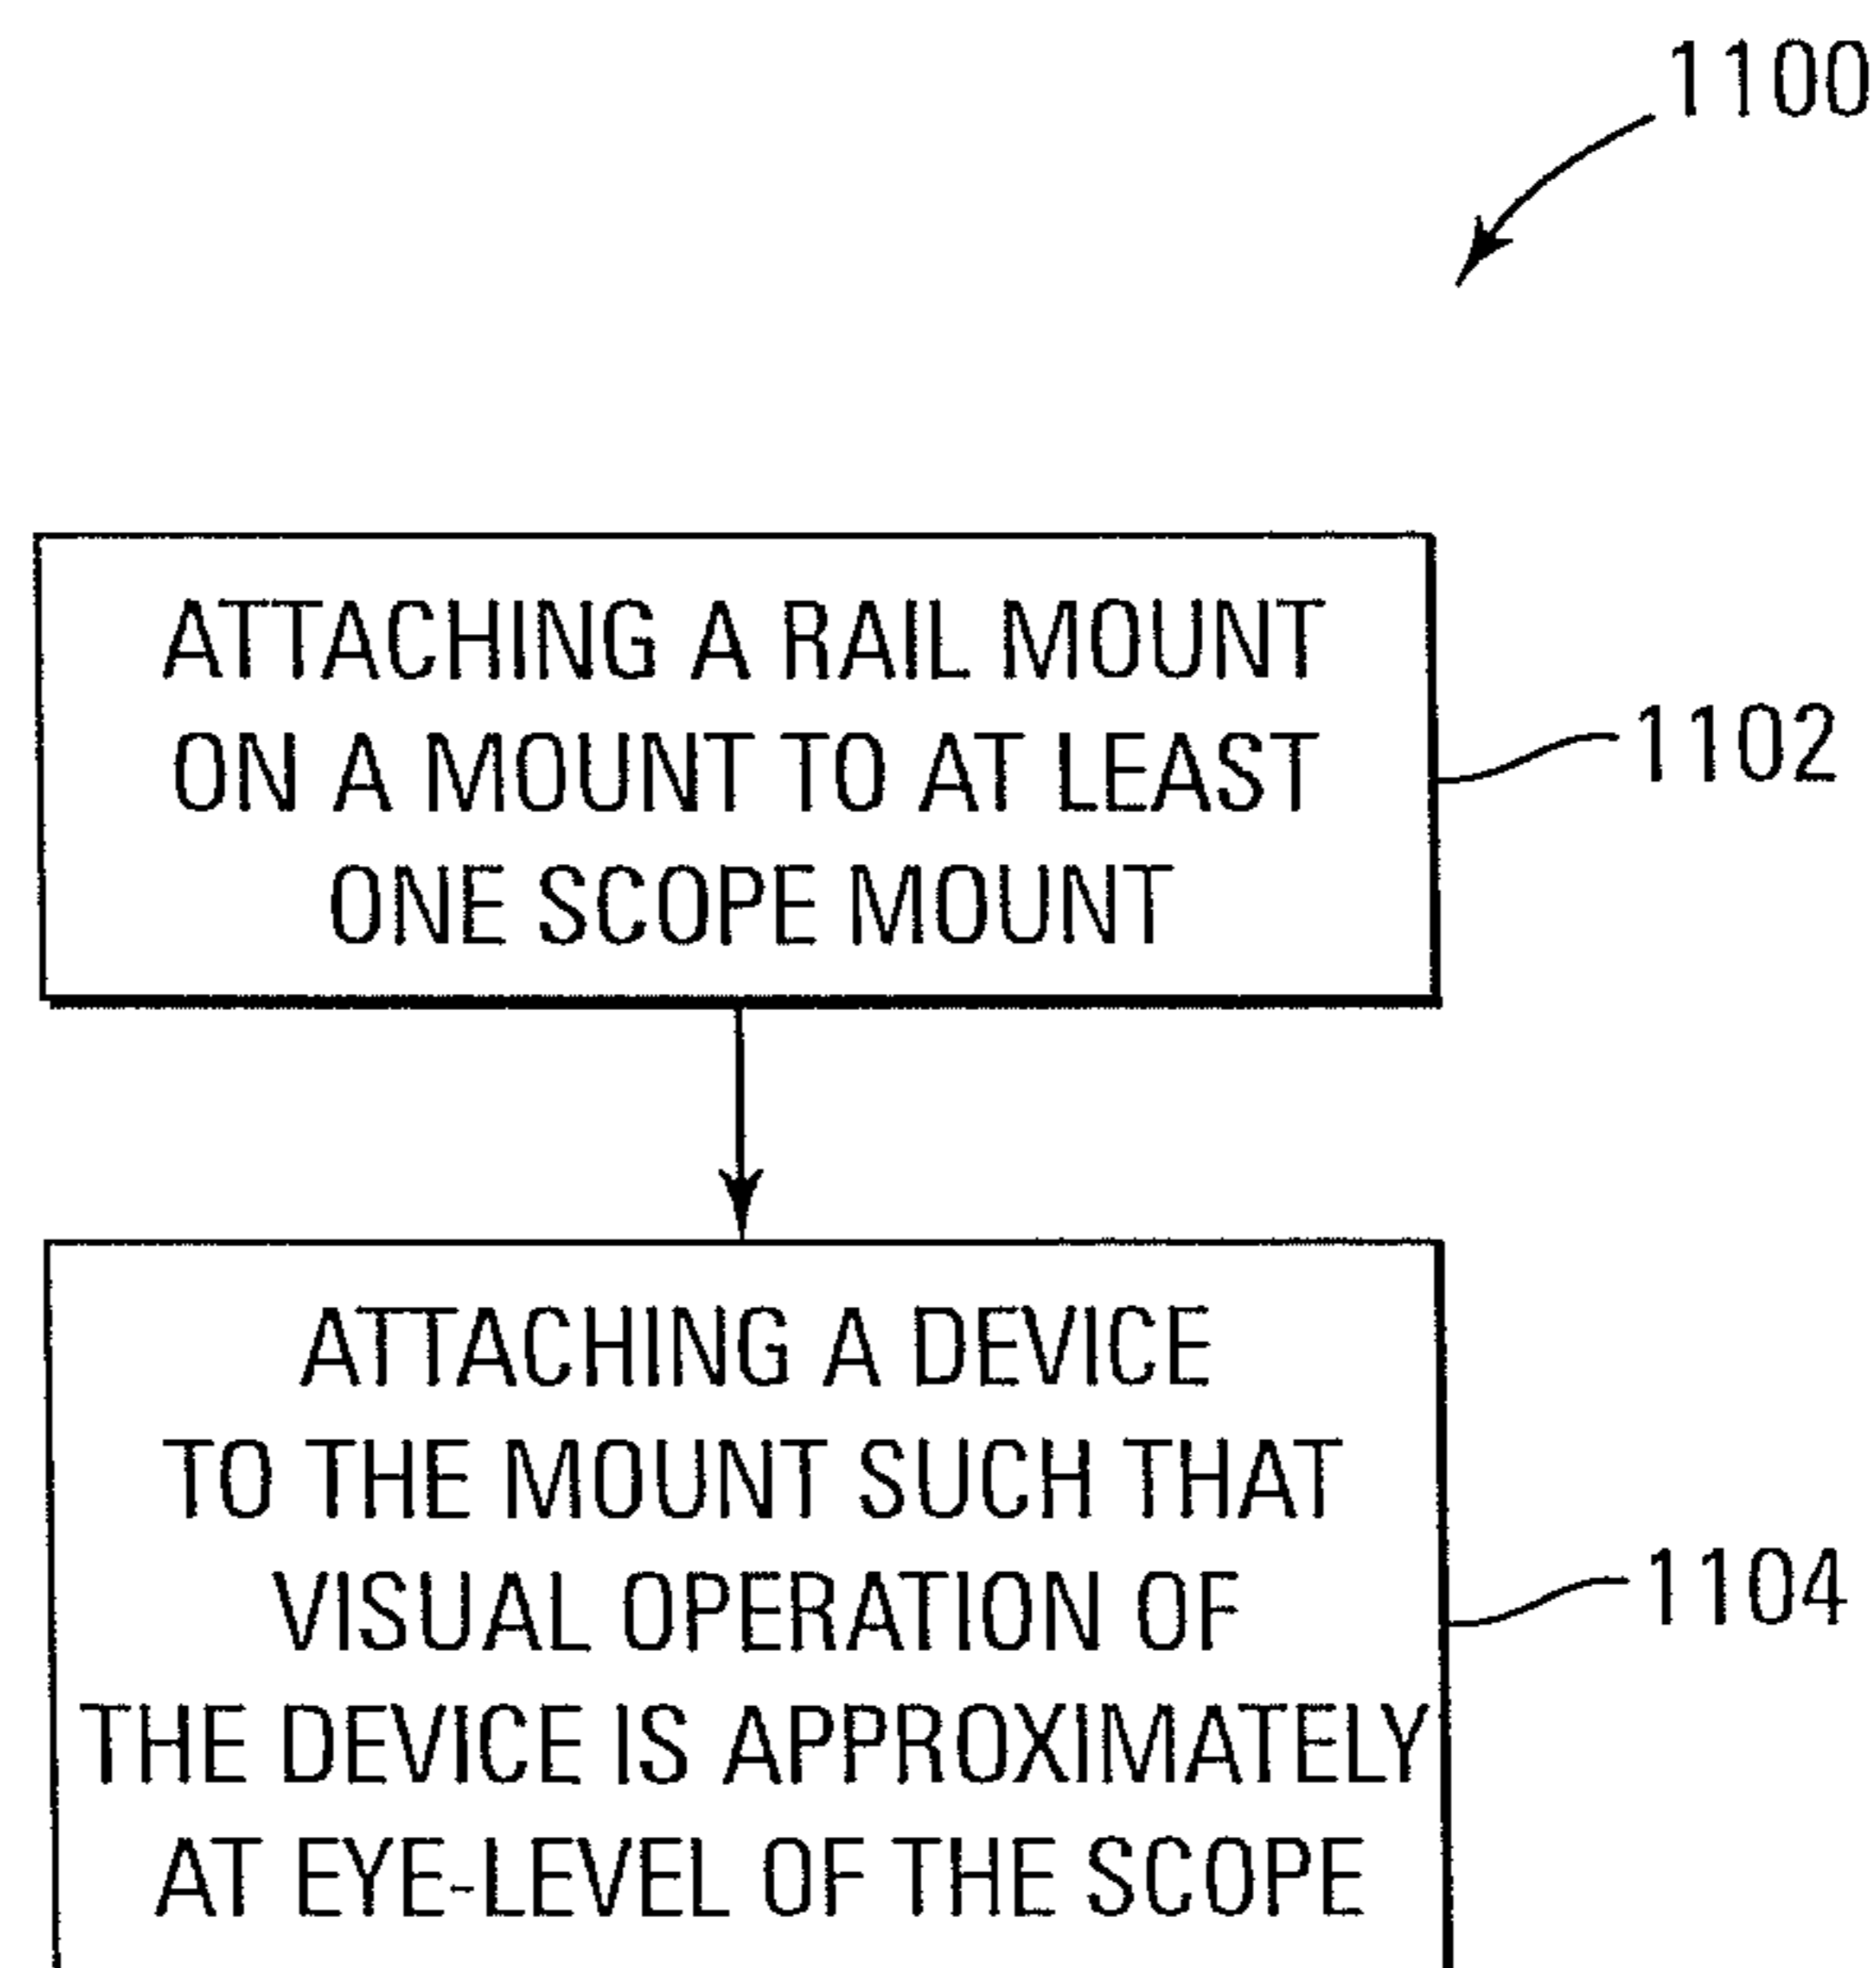 1100
ATTACHING A RAIL MOUNT
ON A MOUNT TO AT LEAST
ONE SCOPE MOUNT
1102
ATTACHING A DEVICE
TO THE MOUNT SUCH THAT
VISUAL OPERATION OF
THE DEVICE IS APPROXIMATELY
AT EYE-LEVEL OF THE SCOPE
1104